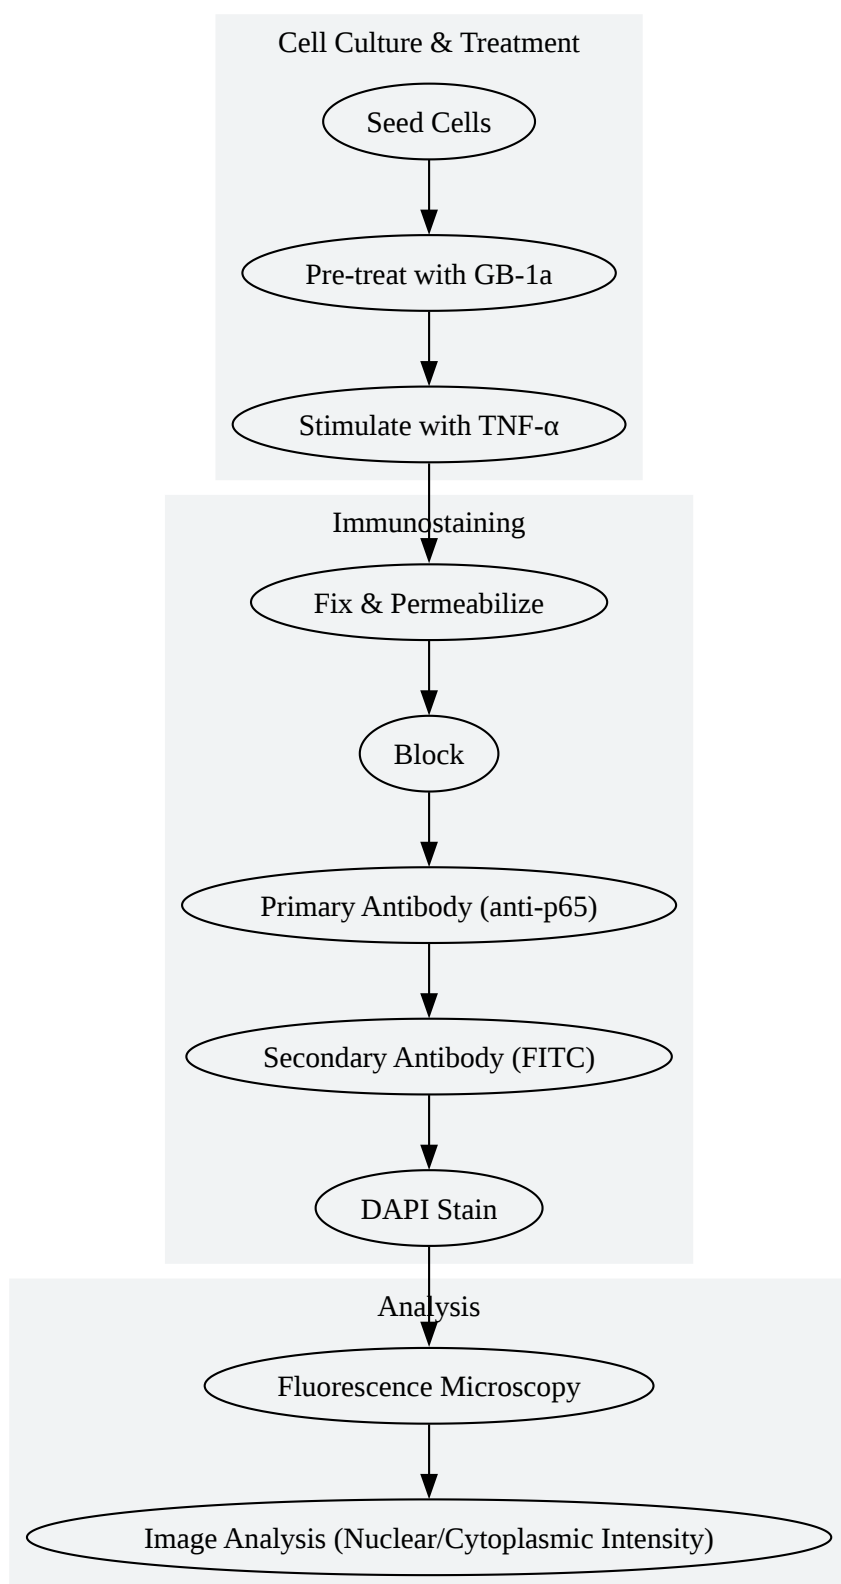 Cell Culture & Treatment
Seed Cells
Pre-treat with GB-1a
Stimulate with TNF-α
Immunostaining
Fix & Permeabilize
Block
Primary Antibody (anti-p65)
Secondary Antibody (FITC)
DAPI Stain
Analysis
Fluorescence Microscopy
Image Analysis (Nuclear/Cytoplasmic Intensity)